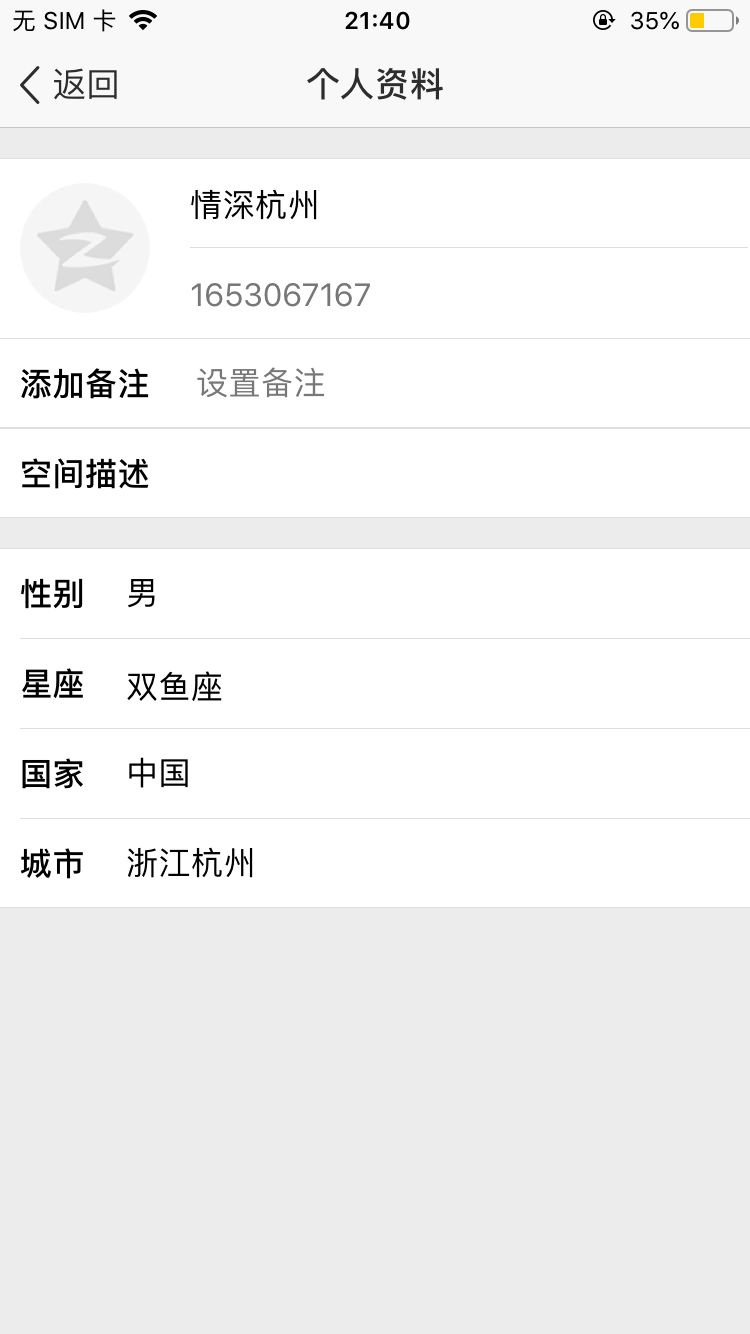 无 SIM 卡 21:40 35%
返回 个人资料
情深杭州
1653067167
添加备注 设置备注
空间描述
性别 男
星座 双鱼座
国家 中国
城市 浙江杭州